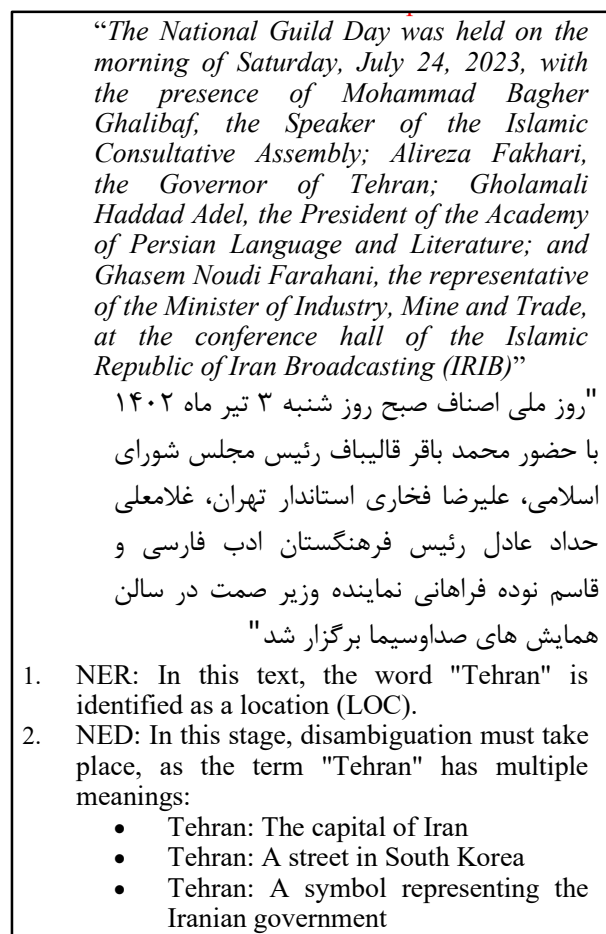 “The National Guild Day was held on the
morning of Saturday, July 24, 2023, with
the presence of Mohammad Bagher
Ghalibaf, the Speaker of the Islamic
Consultative Assembly; Alireza Fakhari,
the Governor of Tehran; Gholamali
Haddad Adel, the President of the Academy
of Persian Language and Literature; and
Ghasem Noudi Farahani, the representative
of the Minister of Industry, Mine and Trade,
at the conference hall of the Islamic
Republic of Iran Broadcasting (IRIB)”
"روز ملی اصناف صبح روز شنبه ۳ تیر ماه ۱۴۰۲
با حضور محمد باقر قالیباف رئیس مجلس شورای
اسلامی، علیرضا فخاری استاندار تهران، غلامعلی
حداد عادل رئیس فرهنگستان ادب فارسی و
قاسم نوده فراهانی نماینده وزیر صمت در سالن
همایش های صداوسیما برگزار شد"
1. NER: In this text, the word "Tehran" is
identified as a location (LOC).
2. NED: In this stage, disambiguation must take
place, as the term "Tehran" has multiple
meanings:
• Tehran: The capital of Iran
• Tehran: A street in South Korea
• Tehran: A symbol representing the
Iranian government